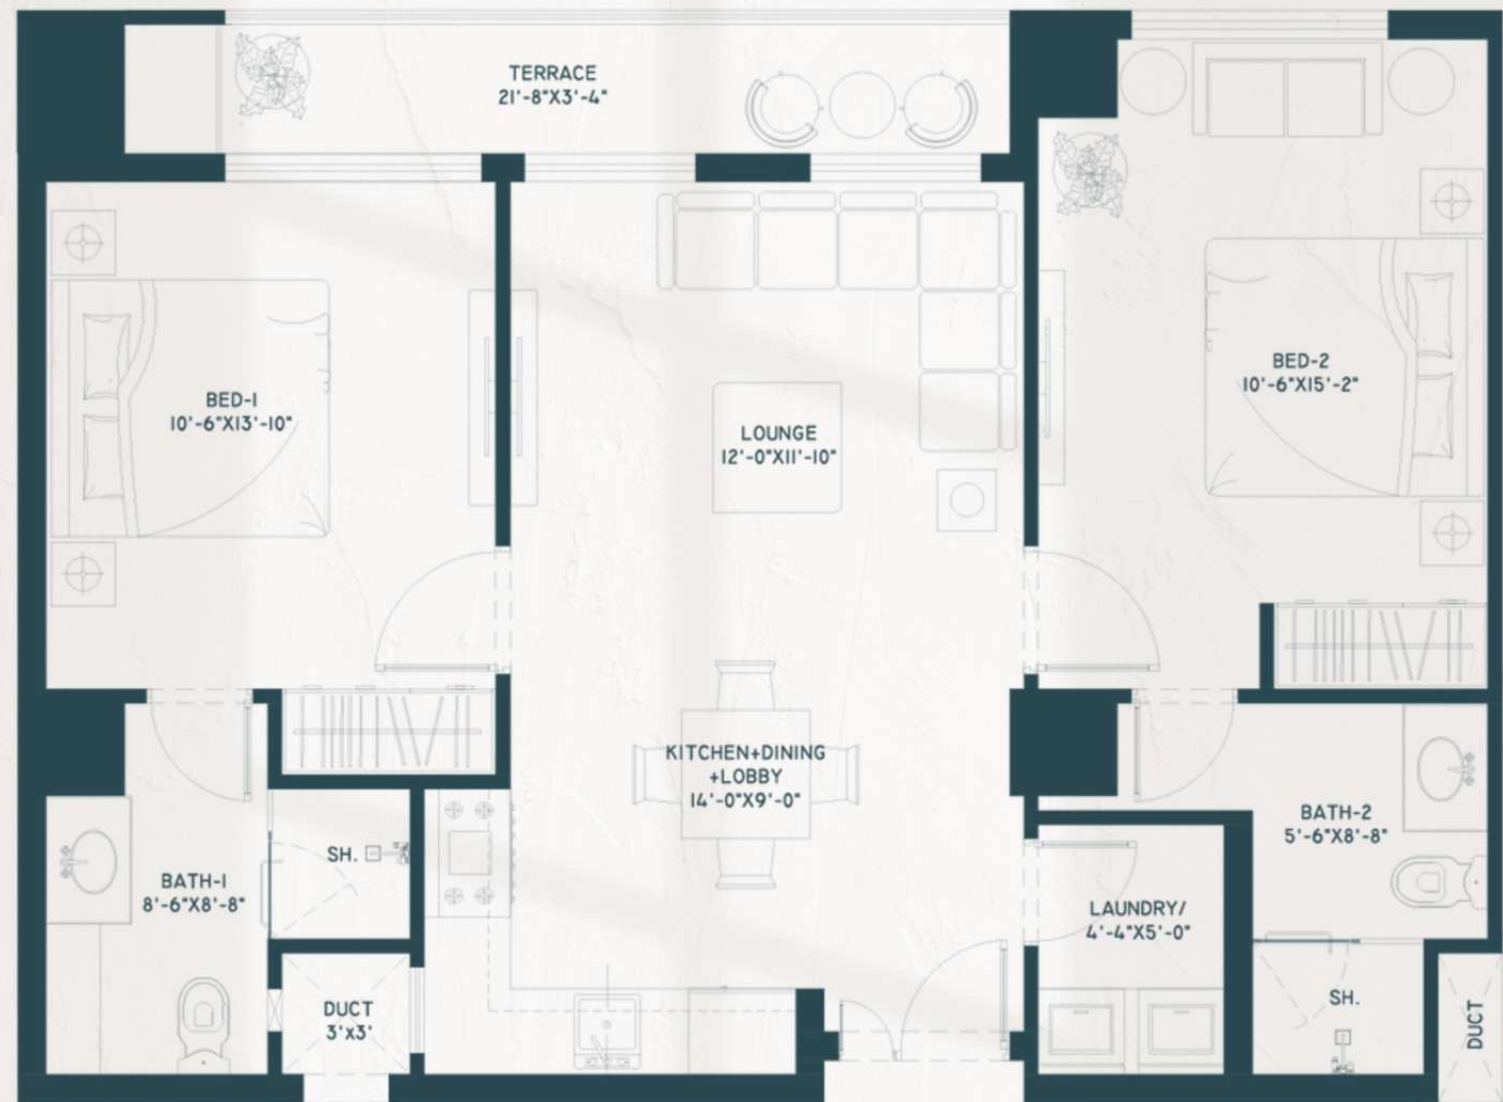 TERRACE
21'-8"X3'-4"
BED-1
10'-6"X13'-10"
LOUNGE
12'-0"X11'-10"
BED-2
10'-6"X15'-2"
KITCHEN+DINING
+LOBBY
14'-0"X9'-0"
BATH-1
8'-6"X8'-8"
SH.
DUCT
3'x3'
LAUNDRY/
4'-4"X5'-0"
BATH-2
5'-6"X8'-8"
SH.
DUCT